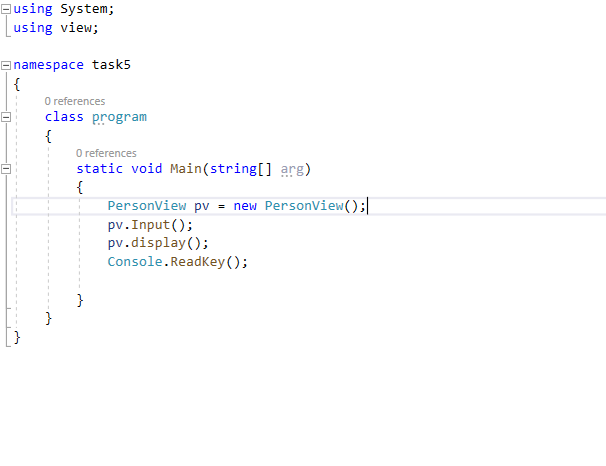 using System;
using view;
namespace task5
{
0 references
class program
{
0 references
static void Main(string[] arg)
{
PersonView pv = new PersonView();
pv.Input();
pv.display();
Console.ReadKey();
}
}
}